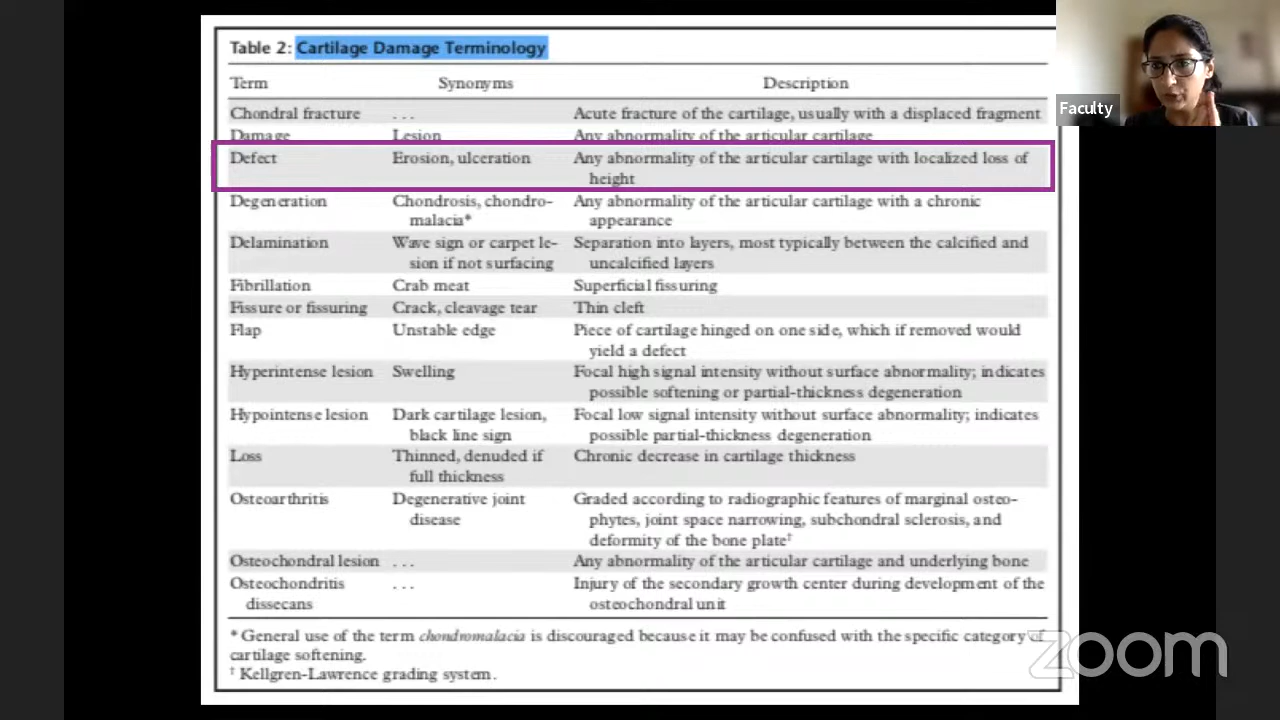 Table 2: Cartilage Damage Terminology
Term Synonyms Description
Chondral fracture ... Acute fracture of the cartilage, usually with a displaced fragment
Damage Lesion Any abnormality of the articular cartilage
Defect Erosion, ulceration Any abnormality of the articular cartilage with localized loss of
height
Degeneration Chondrosis, chondro- Any abnormality of the articular cartilage with a chronic
malacia* appearance
Delamination Wave sign or carpet le- Separation into layers, most typically between the calcified and
sion if not surfacing uncalcified layers
Fibrillation Crab meat Superficial fissuring
Fissure or fissuring Crack, cleavage tear Thin cleft
Flap Unstable edge Piece of cartilage hinged on one side, which if removed would
yield a defect
Hyperintense lesion Swelling Focal high signal intensity without surface abnormality; indicates
possible softening or partial-thickness degeneration
Hypointense lesion Dark cartilage lesion, Focal low signal intensity without surface abnormality; indicates
black line sign possible partial-thickness degeneration
Loss Thinned, denuded if Chronic decrease in cartilage thickness
full thickness
Osteoarthritis Degenerative joint Graded according to radiographic features of marginal osteo-
disease phytes, joint space narrowing, subchondral sclerosis, and
deformity of the bone plate†
Osteochondral lesion ... Any abnormality of the articular cartilage and underlying bone
Osteochondritis ... Injury of the secondary growth center during development of the
dissecans osteochondral unit
* General use of the term chondromalacia is discouraged because it may be confused with the specific category of
cartilage softening.
† Kellgren-Lawrence grading system.
Faculty
zoom